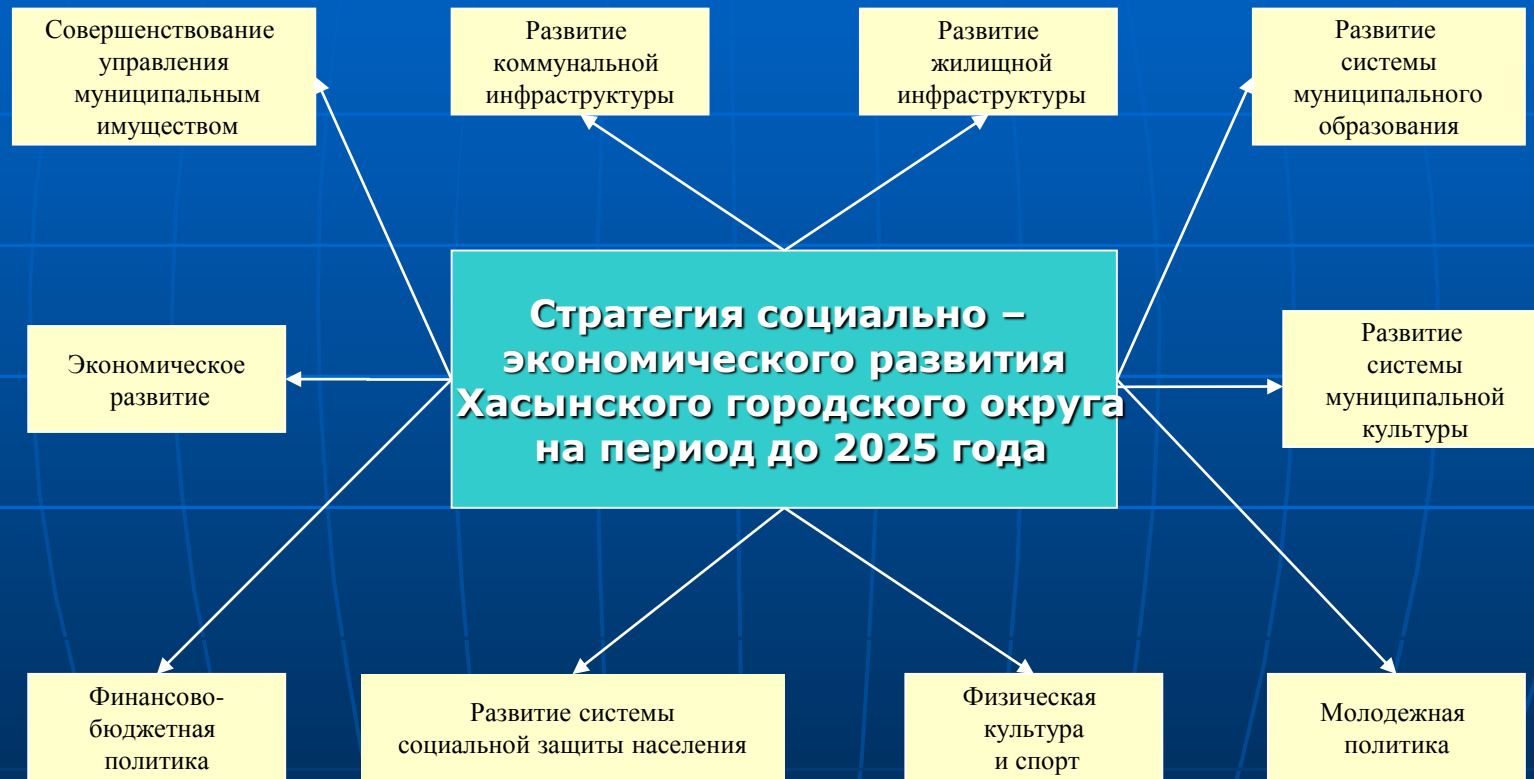 Совершенствование
управления
муниципальным
имуществом
Развитие
коммунальной
инфраструктуры
Развитие
жилищной
инфраструктуры
Развитие
системы
муниципального
образования
Стратегия социально –
экономического развития
Хасынского городского округа
на период до 2025 года
Экономическое
развитие
Развитие
системы
муниципальной
культуры
Финансово-
бюджетная
политика
Развитие системы
социальной защиты населения
Физическая
культура
и спорт
Молодежная
политика